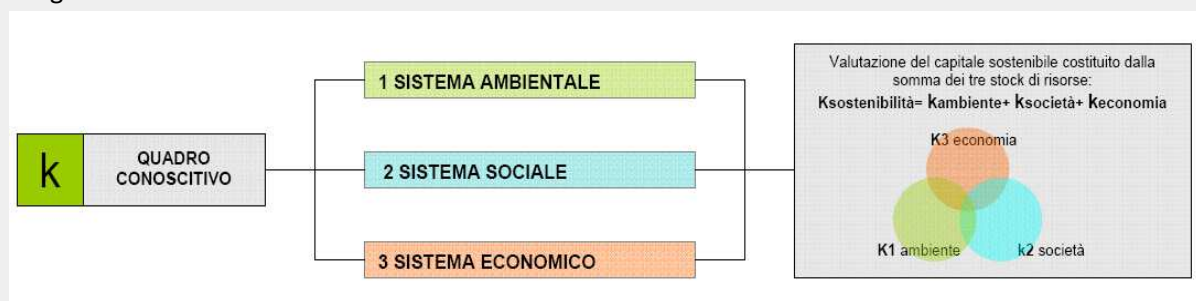 k
QUADRO
CONOSCITIVO
1 SISTEMA AMBIENTALE
2 SISTEMA SOCIALE
3 SISTEMA ECONOMICO
Valutazione del capitale sostenibile costituito dalla
somma dei tre stock di risorse:
Ksostenibilità= kambiente+ ksocietà+ keconomia
K3 economia
K1 ambiente
k2 società